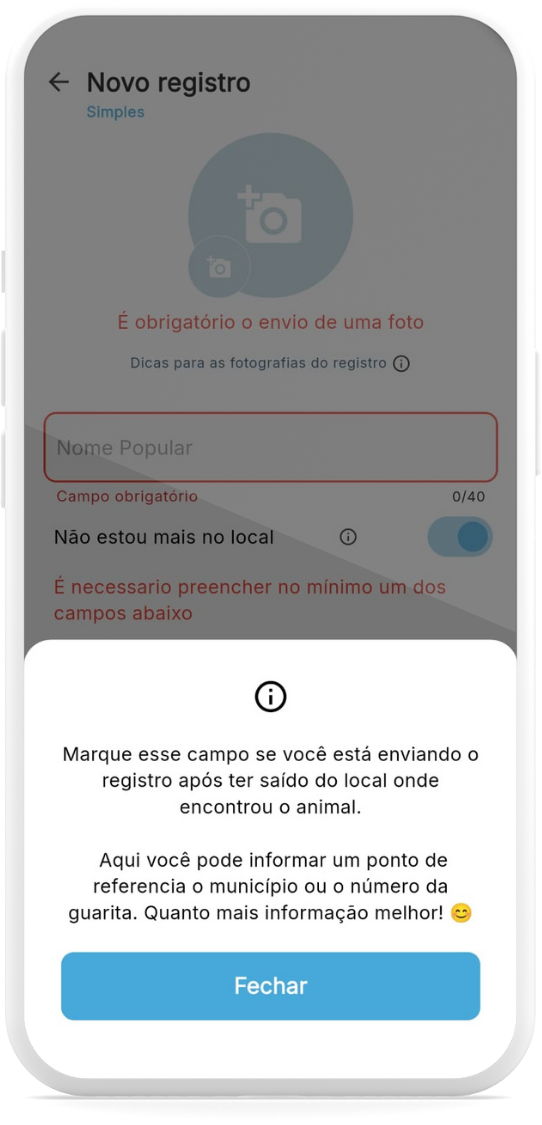 Novo registro
Simples
É obrigatório o envio de uma foto
Dicas para as fotografias do registro
Nome Popular
Campo obrigatório 0/40
Não estou mais no local
É necessario preencher no mínimo um dos
campos abaixo
Marque esse campo se você está enviando o
registro após ter saído do local onde
encontrou o animal.
Aqui você pode informar um ponto de
referencia o município ou o número da
guarita. Quanto mais informação melhor! 😊
Fechar